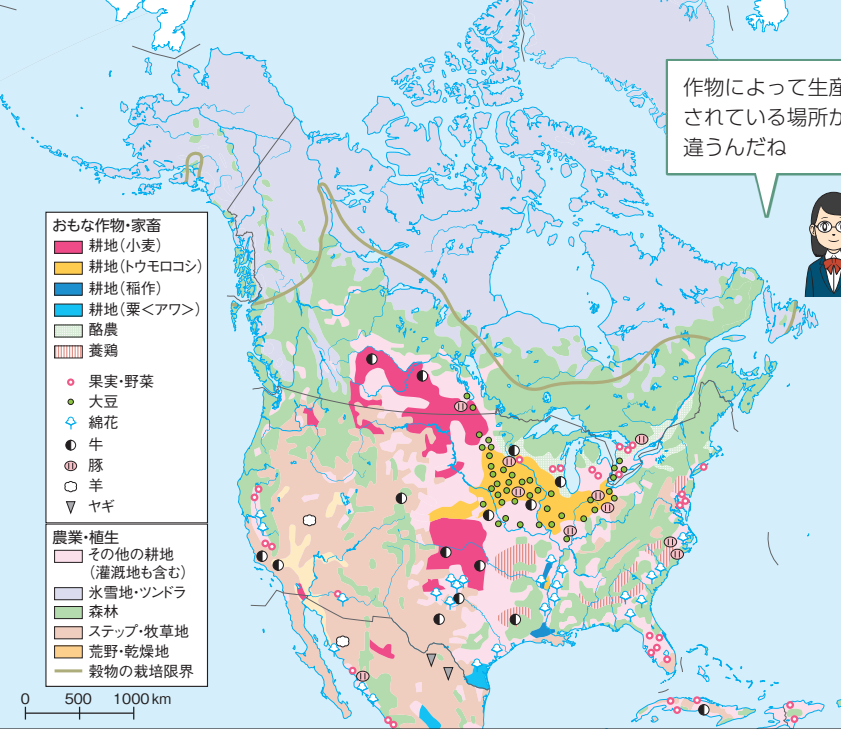 作物によって生産
されている場所が
違うんだね
おもな作物・家畜
耕地(小麦)
耕地(トウモロコシ)
耕地(稲作)
耕地(粟<アワ>)
酪農
養鶏
果実・野菜
大豆
綿花
牛
豚
羊
ヤギ
農業・植生
その他の耕地
(灌漑地も含む)
氷雪地・ツンドラ
森林
ステップ・牧草地
荒野・乾燥地
穀物の栽培限界
0 500 1000km